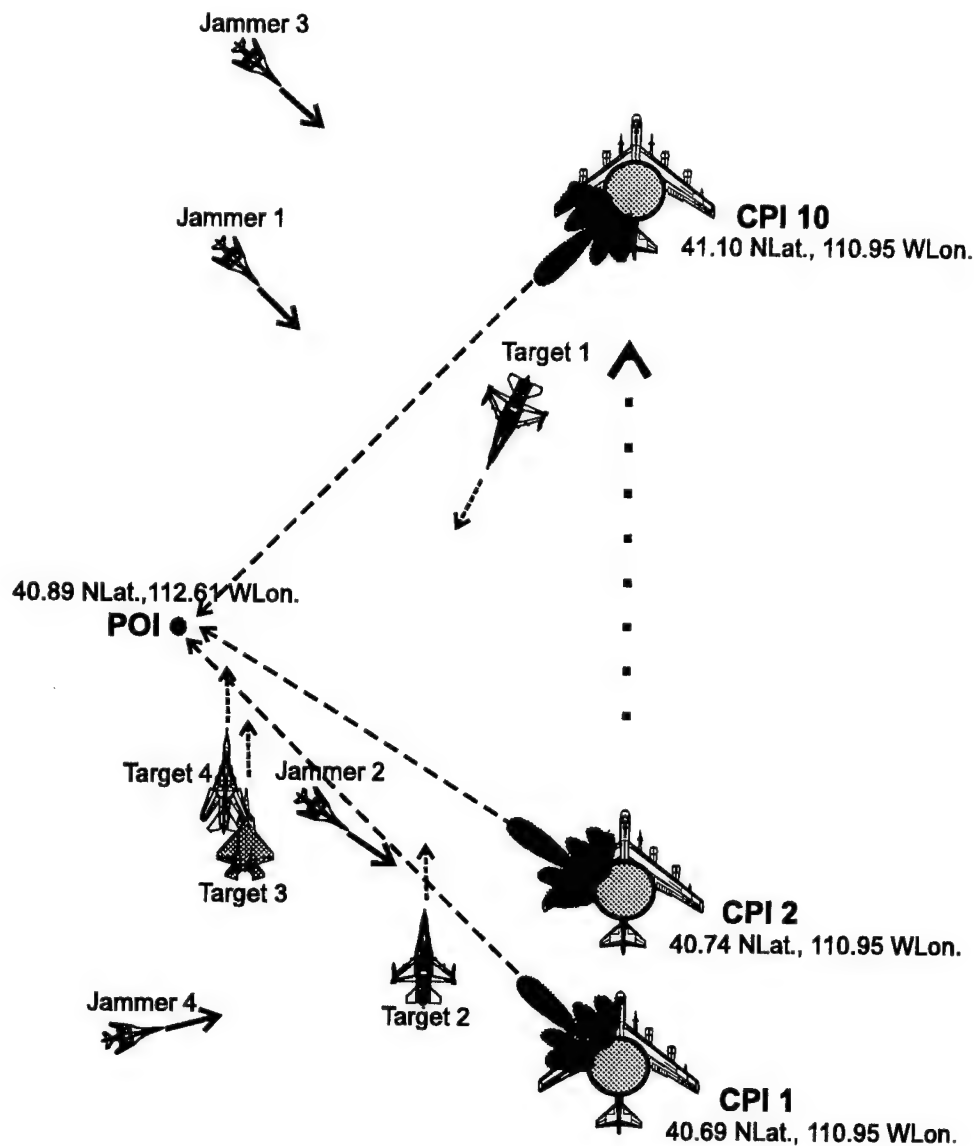 Jammer 3
Jammer 1
CPI 10
41.10 NLat., 110.95 WLon.
Target 1
40.89 NLat.,112.61 WLon.
POI
Target 4
Jammer 2
Target 3
CPI 2
40.74 NLat., 110.95 WLon.
Jammer 4
Target 2
CPI 1
40.69 NLat., 110.95 WLon.